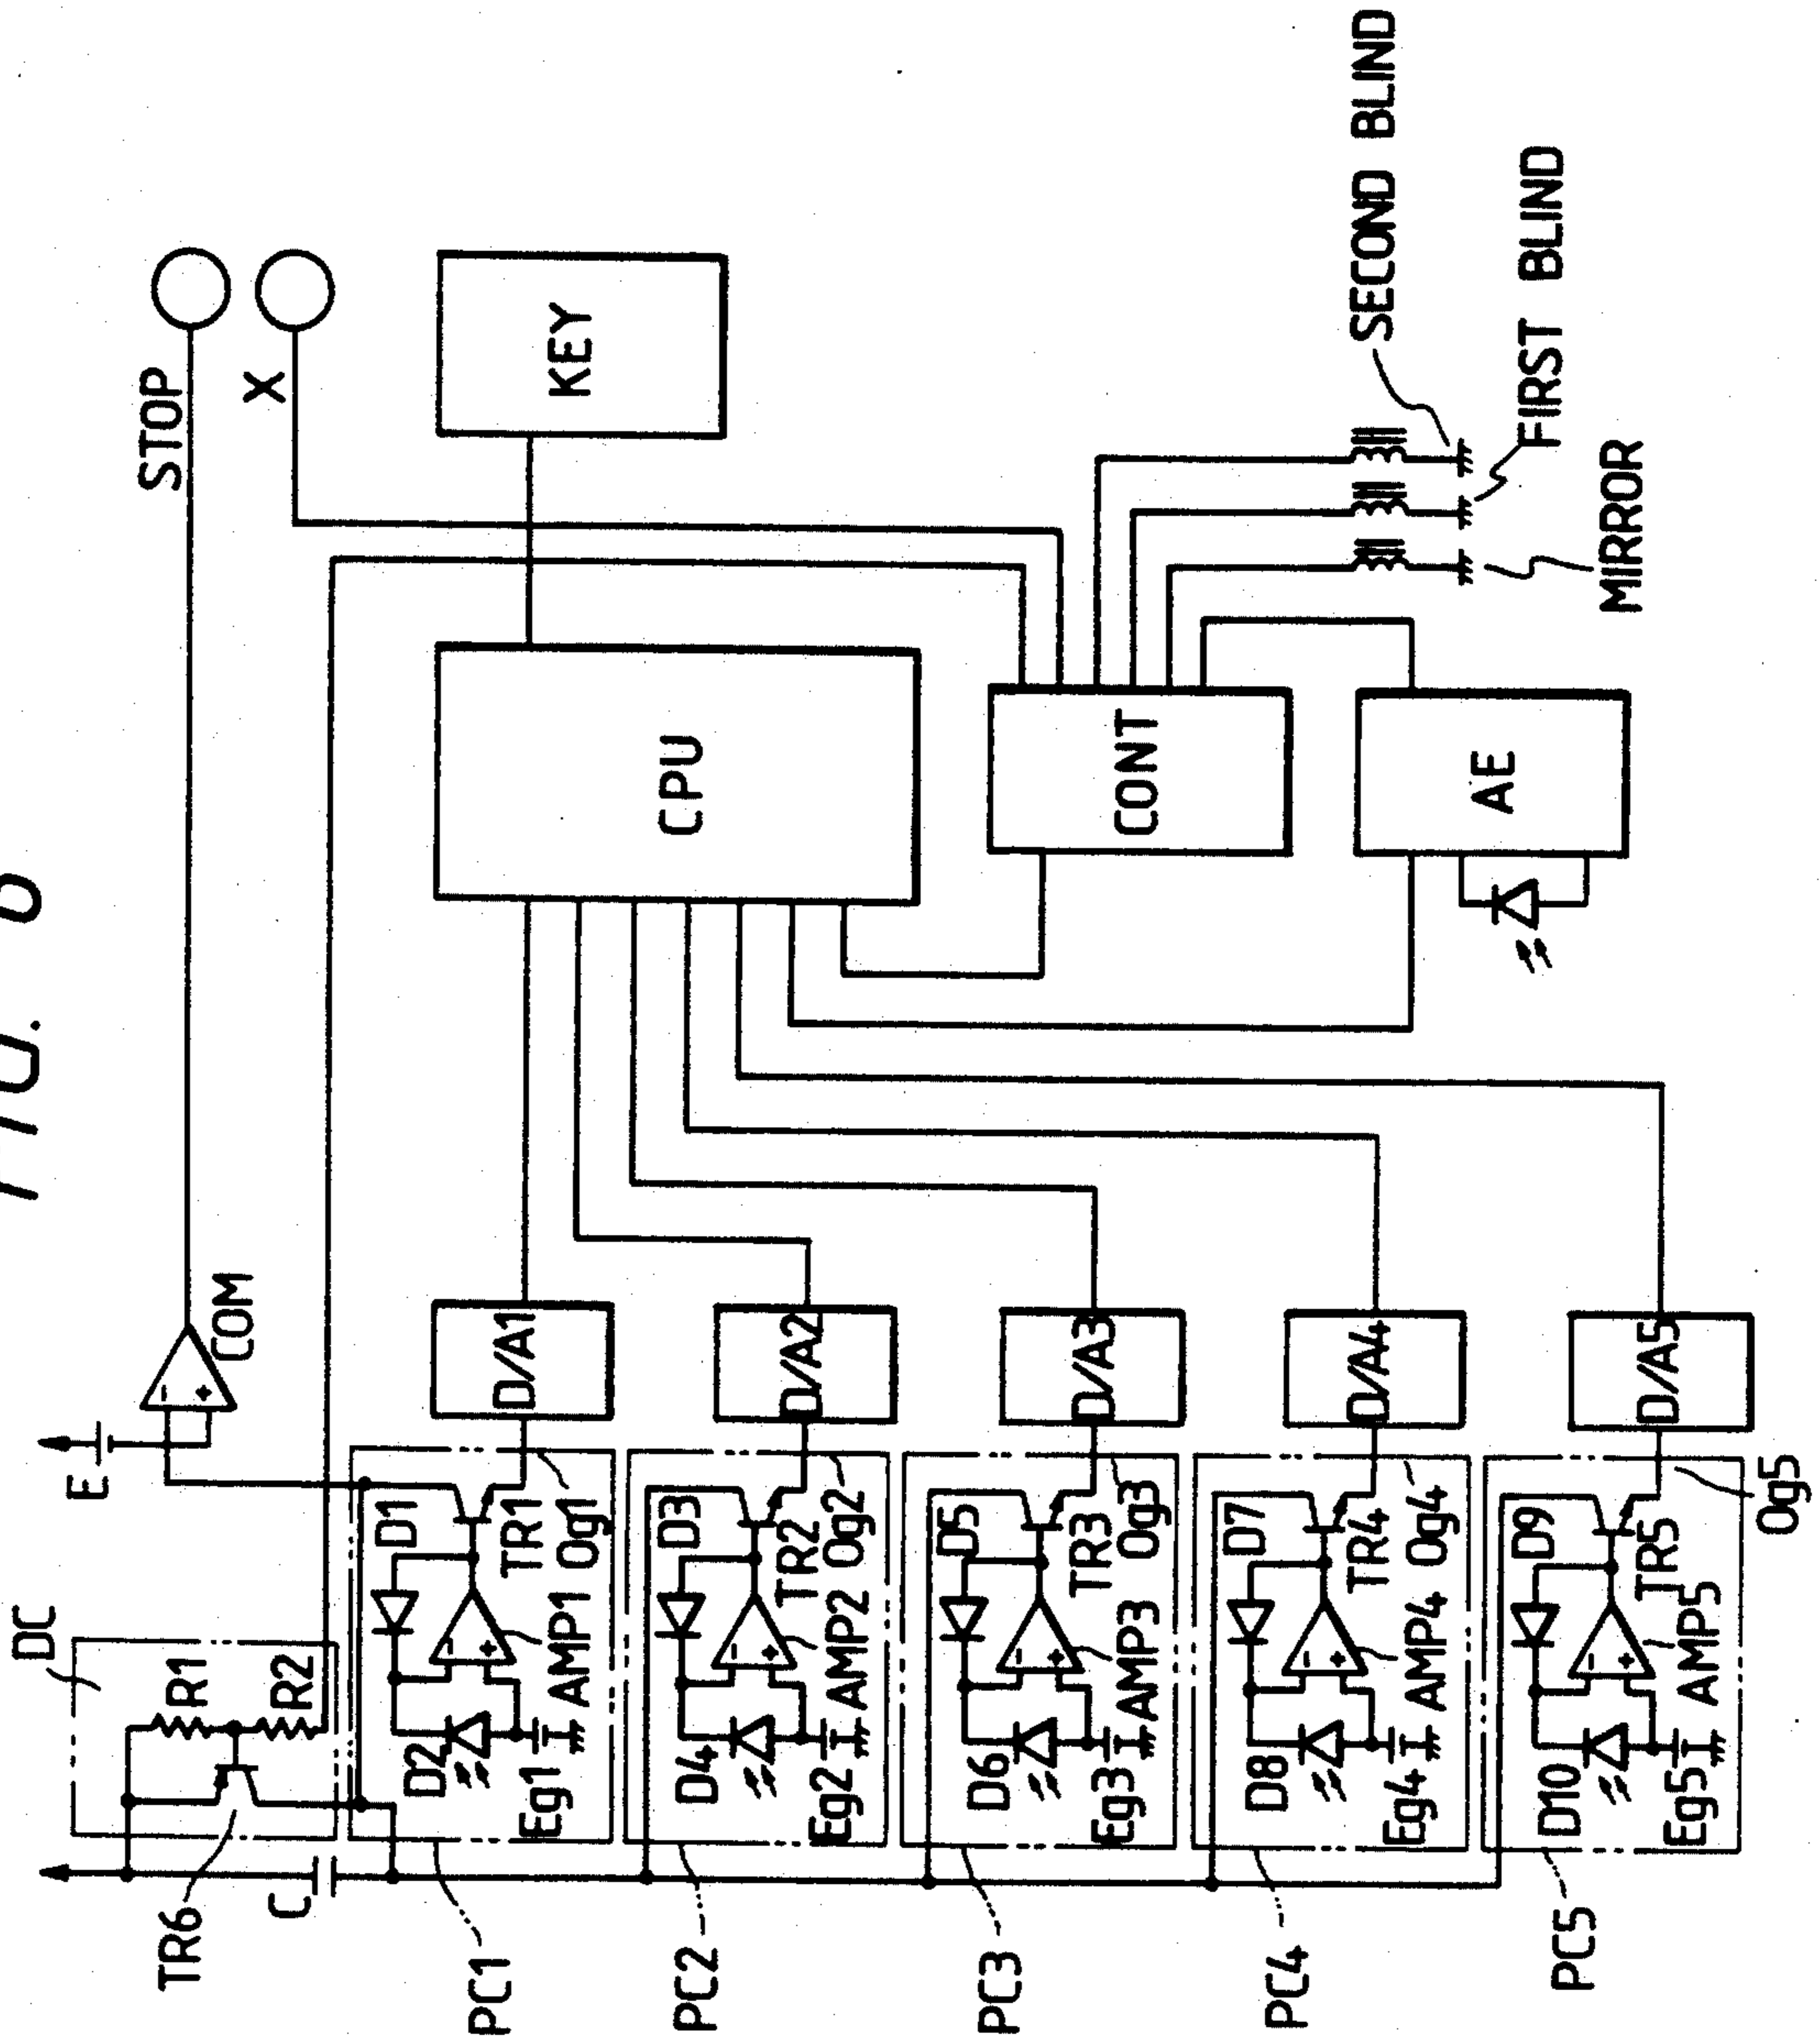 DC
E
STOP
X
R1
R2
COM
TR6
C
PC1
D1
D2
TR1
Og1
AMP1
Eg1
D/A1
CPU
KEY
PC2
D3
D4
TR2
Og2
AMP2
Eg2
D/A2
PC3
D5
D6
TR3
Og3
AMP3
Eg3
D/A3
CONT
SECOND BLIND
FIRST BLIND
MIRROR
PC4
D7
D8
TR4
Og4
AMP4
Eg4
D/A4
AE
PC5
D9
D10
TR5
Og5
AMP5
Eg5
D/A5